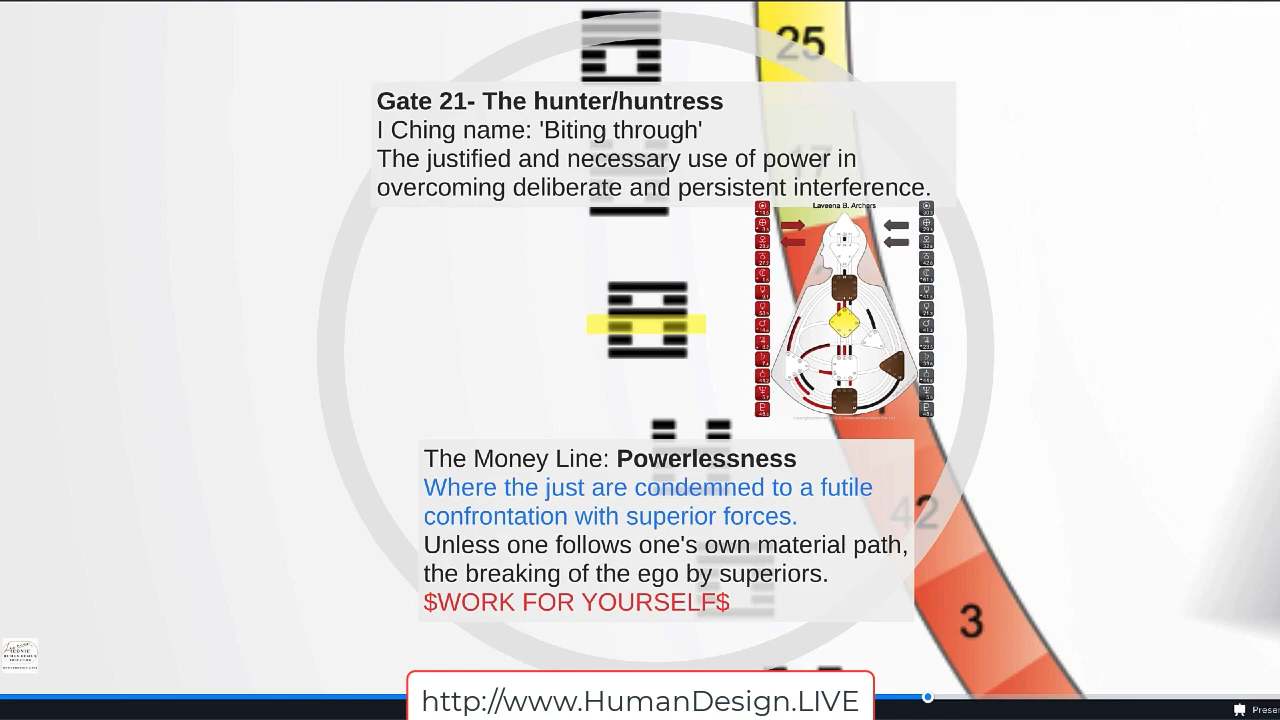 25
Gate 21- The hunter/huntress
I Ching name: 'Biting through'
The justified and necessary use of power in
overcoming deliberate and persistent interference.
17
Laveena B. Archers
The Money Line: Powerlessness
Where the just are condemned to a futile
confrontation with superior forces.
Unless one follows one's own material path,
the breaking of the ego by superiors.
$WORK FOR YOURSELF$
42
3
http://www.HumanDesign.LIVE